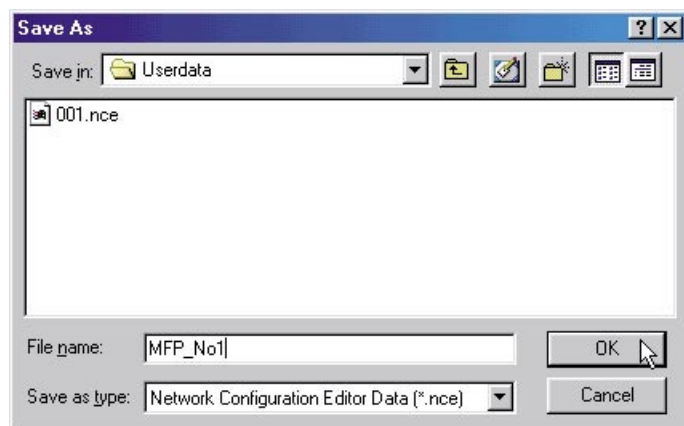 Save As
Save in: Userdata
001.nce
File name: MFP_No1 OK
Save as type: Network Configuration Editor Data (*.nce) Cancel